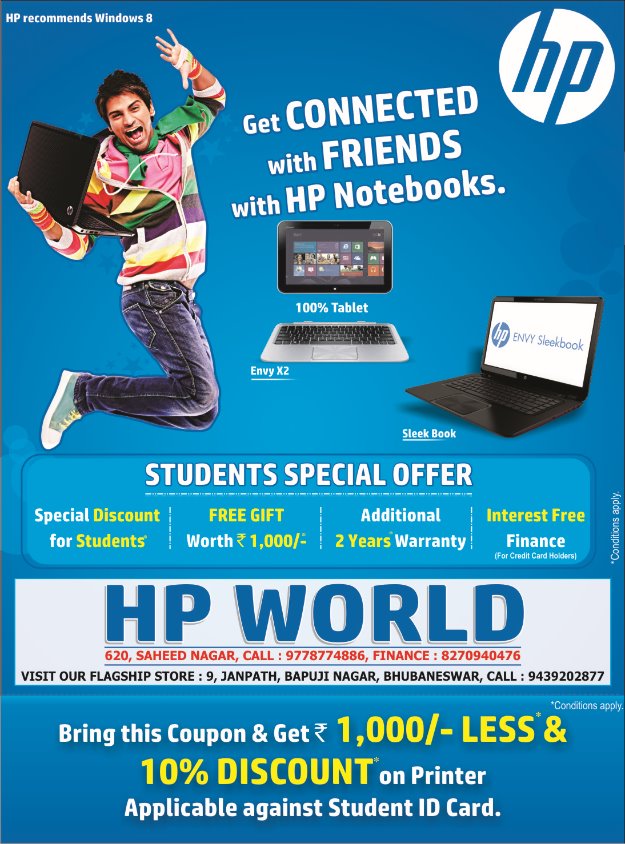 HP recommends Windows 8
hp
Get CONNECTED
with FRIENDS
with HP Notebooks.
100% Tablet
Envy X2
hp ENVY Sleekbook
Sleek Book
STUDENTS SPECIAL OFFER
Special Discount
for Students*
FREE GIFT
Worth ₹ 1,000/-*
Additional
2 Years* Warranty
Interest Free
Finance
(For Credit Card Holders)
*Conditions apply.
HP WORLD
620, SAHEED NAGAR, CALL : 9778774886, FINANCE : 8270940476
VISIT OUR FLAGSHIP STORE : 9, JANPATH, BAPUJI NAGAR, BHUBANESWAR, CALL : 9439202877
*Conditions apply.
Bring this Coupon & Get ₹ 1,000/- LESS* &
10% DISCOUNT* on Printer
Applicable against Student ID Card.